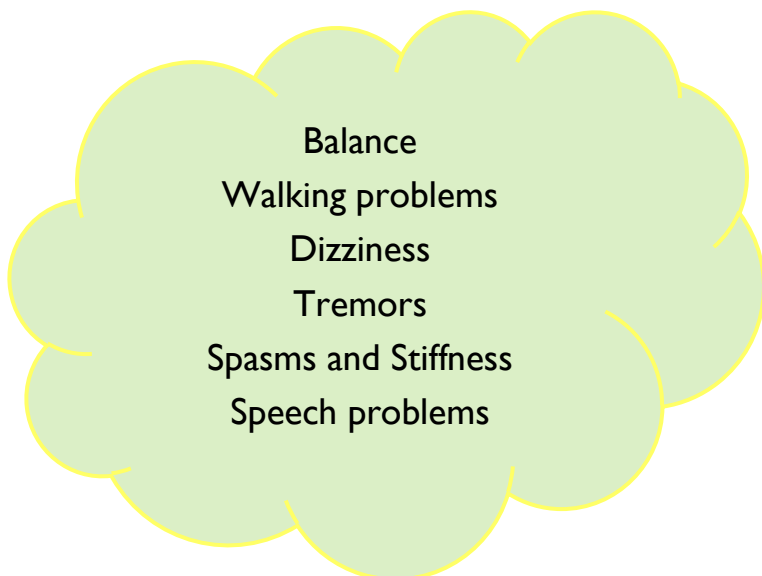 Balance
Walking problems
Dizziness
Tremors
Spasms and Stiffness
Speech problems